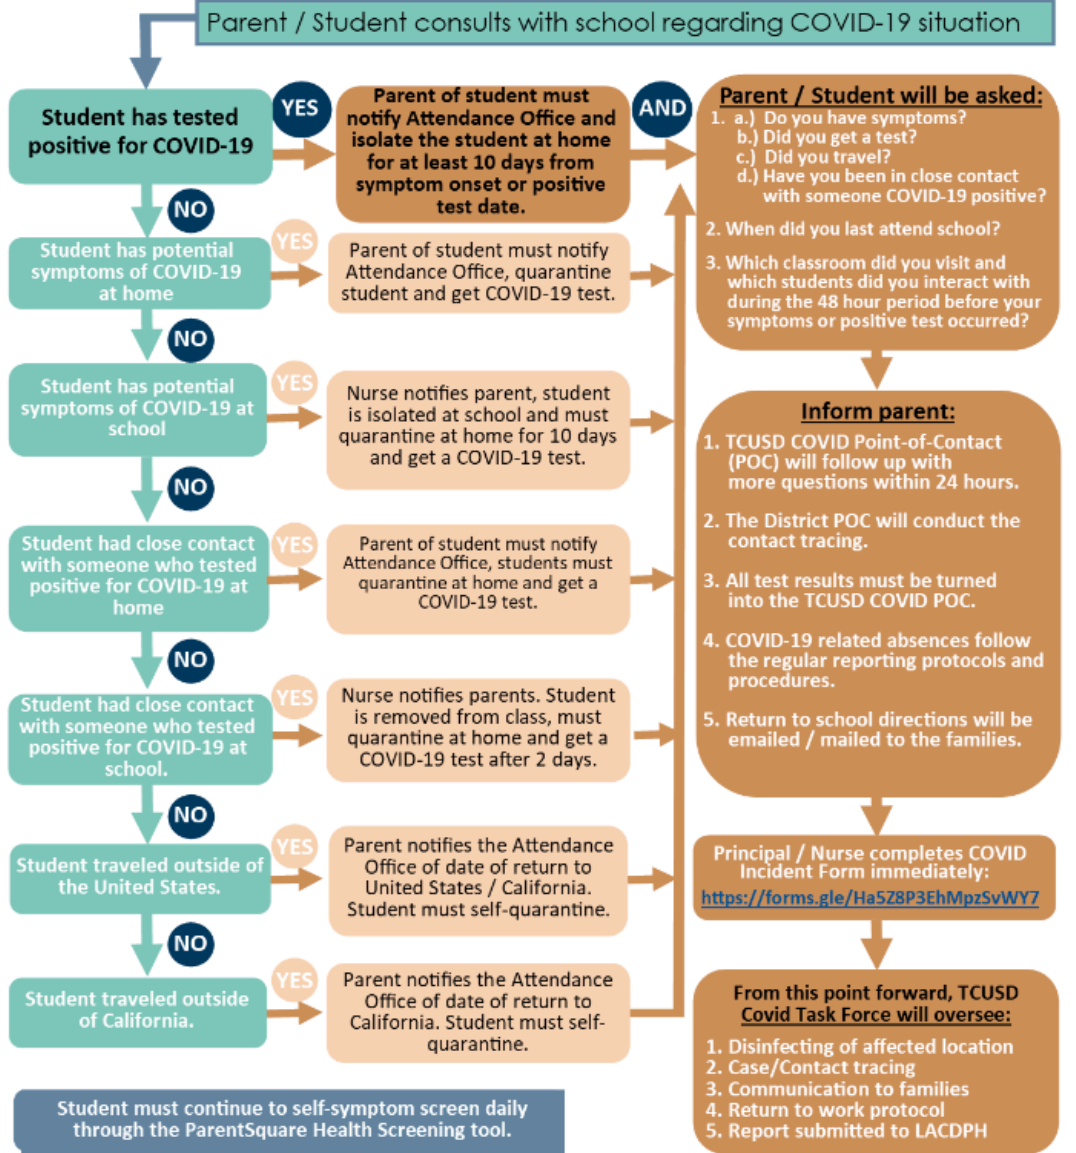 Parent / Student consults with school regarding COVID-19 situation
Student has tested
positive for COVID-19
YES
Parent of student must
notify Attendance Office and
isolate the student at home
for at least 10 days from
symptom onset or positive
test date.
AND
Parent / Student will be asked:
1. a.) Do you have symptoms?
b.) Did you get a test?
c.) Did you travel?
d.) Have you been in close contact
with someone COVID-19 positive?
2. When did you last attend school?
3. Which classroom did you visit and
which students did you interact with
during the 48 hour period before your
symptoms or positive test occurred?
NO
Student has potential
symptoms of COVID-19
at home
YES
Parent of student must notify
Attendance Office, quarantine
student and get COVID-19 test.
NO
Student has potential
symptoms of COVID-19 at
school
YES
Nurse notifies parent, student
is isolated at school and must
quarantine at home for 10 days
and get a COVID-19 test.
NO
Student had close contact
with someone who tested
positive for COVID-19 at
home
YES
Parent of student must notify
Attendance Office, students must
quarantine at home and get a
COVID-19 test.
NO
Student had close contact
with someone who tested
positive for COVID-19 at
school.
YES
Nurse notifies parents. Student
is removed from class, must
quarantine at home and get a
COVID-19 test after 2 days.
NO
Student traveled outside of
the United States.
YES
Parent notifies the Attendance
Office of date of return to
United States / California.
Student must self-quarantine.
NO
Student traveled outside
of California.
YES
Parent notifies the Attendance
Office of date of return to
California. Student must self-
quarantine.
Inform parent:
1. TCUSD COVID Point-of-Contact
(POC) will follow up with
more questions within 24 hours.
2. The District POC will conduct the
contact tracing.
3. All test results must be turned
into the TCUSD COVID POC.
4. COVID-19 related absences follow
the regular reporting protocols and
procedures.
5. Return to school directions will be
emailed / mailed to the families.
Principal / Nurse completes COVID
Incident Form immediately:
https://forms.gle/Ha5Z8P3EhMpzSvWY7
From this point forward, TCUSD
Covid Task Force will oversee:
1. Disinfecting of affected location
2. Case/Contact tracing
3. Communication to families
4. Return to work protocol
5. Report submitted to LACDPH
Student must continue to self-symptom screen daily
through the ParentSquare Health Screening tool.